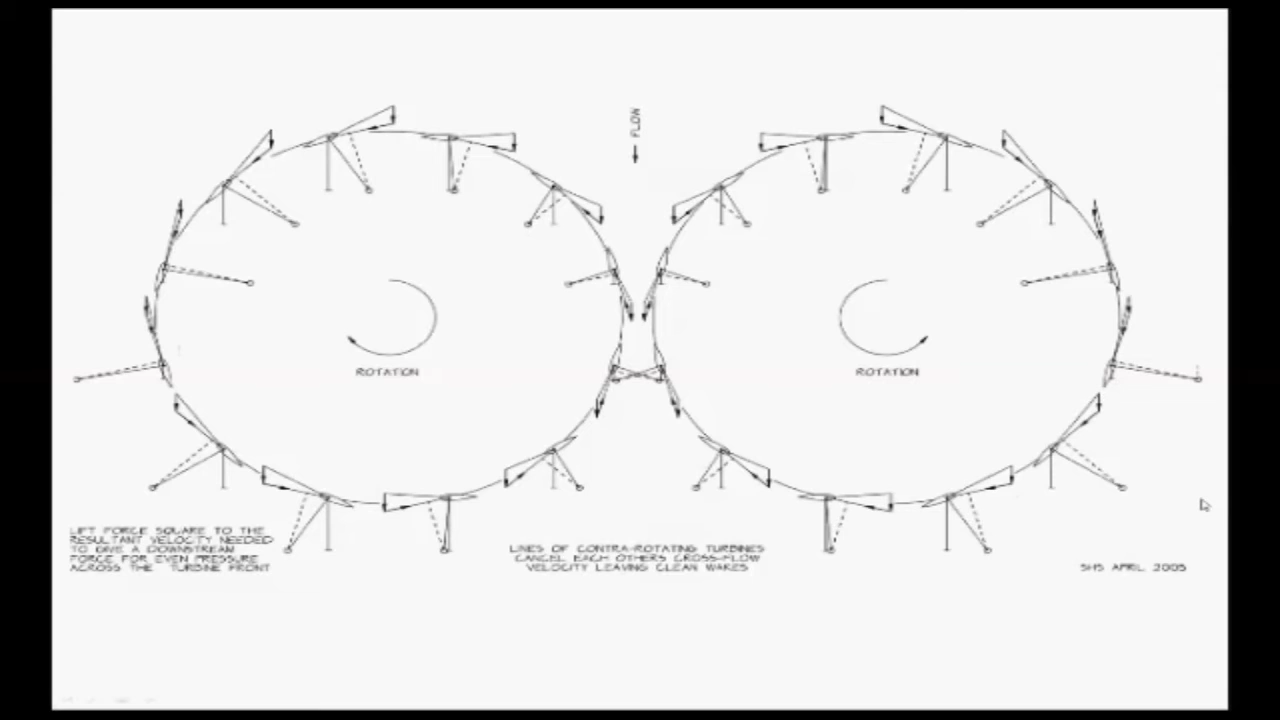 FLOW
ROTATION
ROTATION
LIFT FORCE SQUARE TO THE
RESULTANT VELOCITY NEEDED
TO GIVE A DOWNSTREAM
FORCE FOR EVEN PRESSURE
ACROSS THE TURBINE FRONT
LINES OF CONTRA-ROTATING TURBINES
CANCEL EACH OTHERS CROSS-FLOW
VELOCITY LEAVING CLEAN WAKES
SHS APRIL 2005